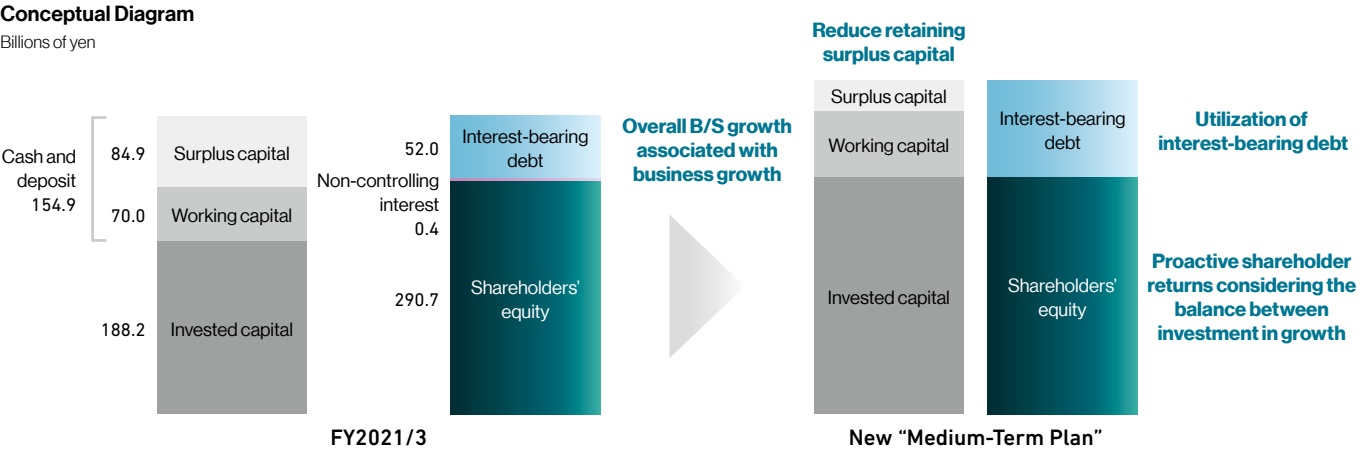 Conceptual Diagram
Billions of yen
Cash and
deposit
154.9
84.9
Surplus capital
70.0
Working capital
188.2
Invested capital
52.0
Interest-bearing
debt
Non-controlling
interest
0.4
290.7
Shareholders'
equity
FY2021/3
Overall B/S growth
associated with
business growth
Reduce retaining
surplus capital
Surplus capital
Working capital
Invested capital
Interest-bearing
debt
Shareholders'
equity
New “Medium-Term Plan”
Utilization of
interest-bearing debt
Proactive shareholder
returns considering the
balance between
investment in growth